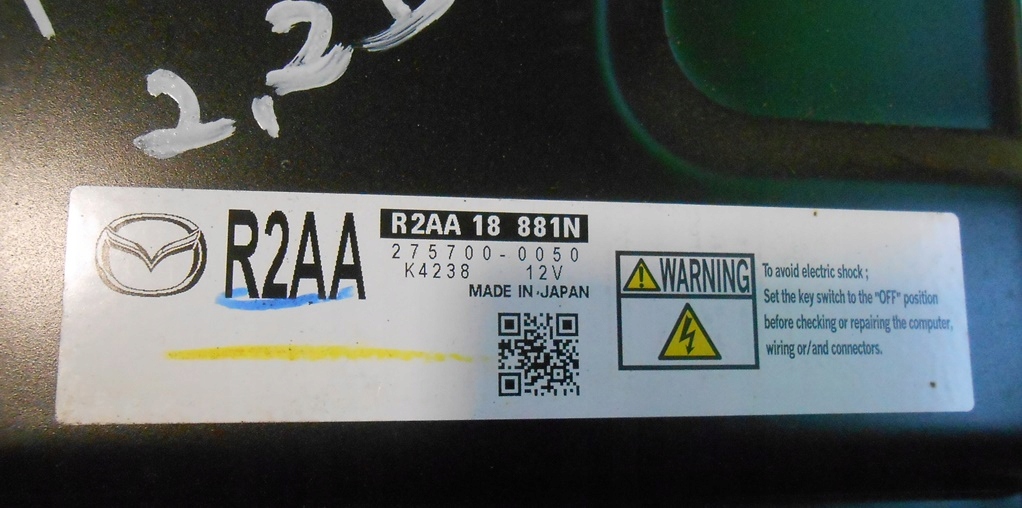 2.2D
R2AA
R2AA 18 881N
275700-0050
K4238 12V
MADE IN JAPAN
WARNING
To avoid electric shock ;
Set the key switch to the "OFF" position
before checking or repairing the computer,
wiring or/and connectors.